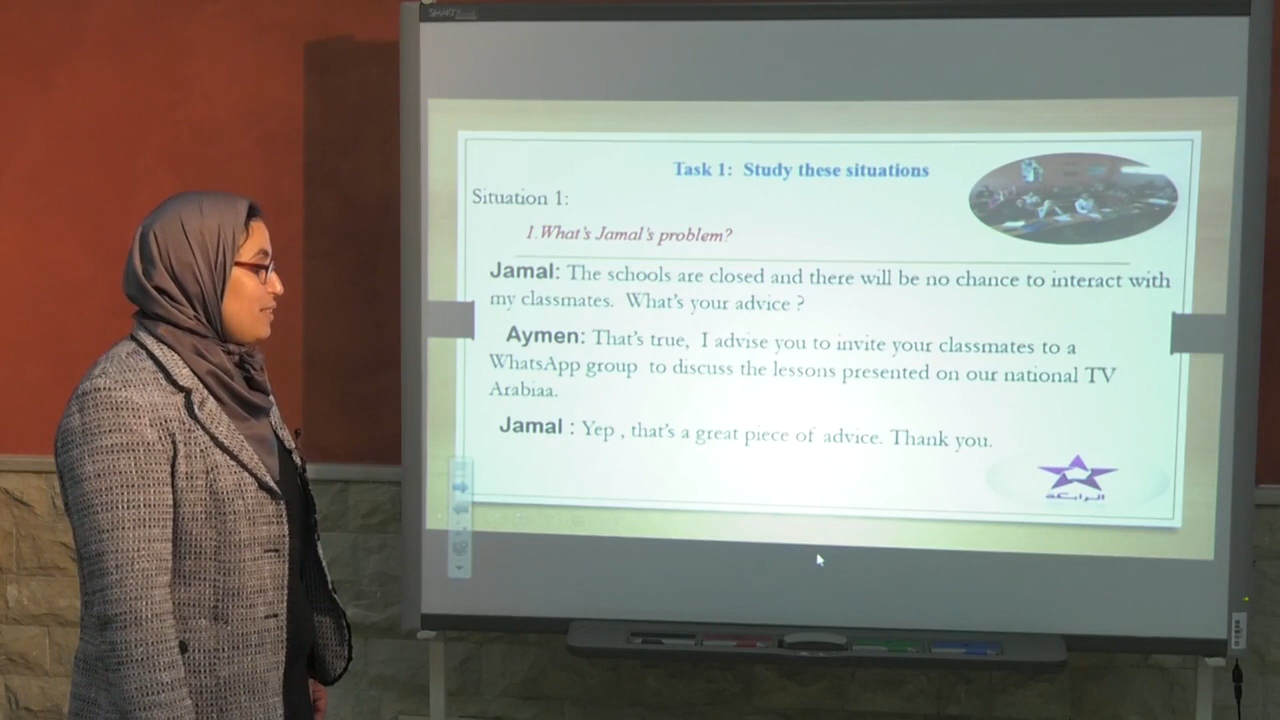 SMART
Task 1: Study these situations
Situation 1:
1.What's Jamal's problem?
Jamal: The schools are closed and there will be no chance to interact with
my classmates. What's your advice ?
Aymen: That's true, I advise you to invite your classmates to a
WhatsApp group to discuss the lessons presented on our national TV
Arabiaa.
Jamal : Yep , that's a great piece of advice. Thank you.
الرابعة